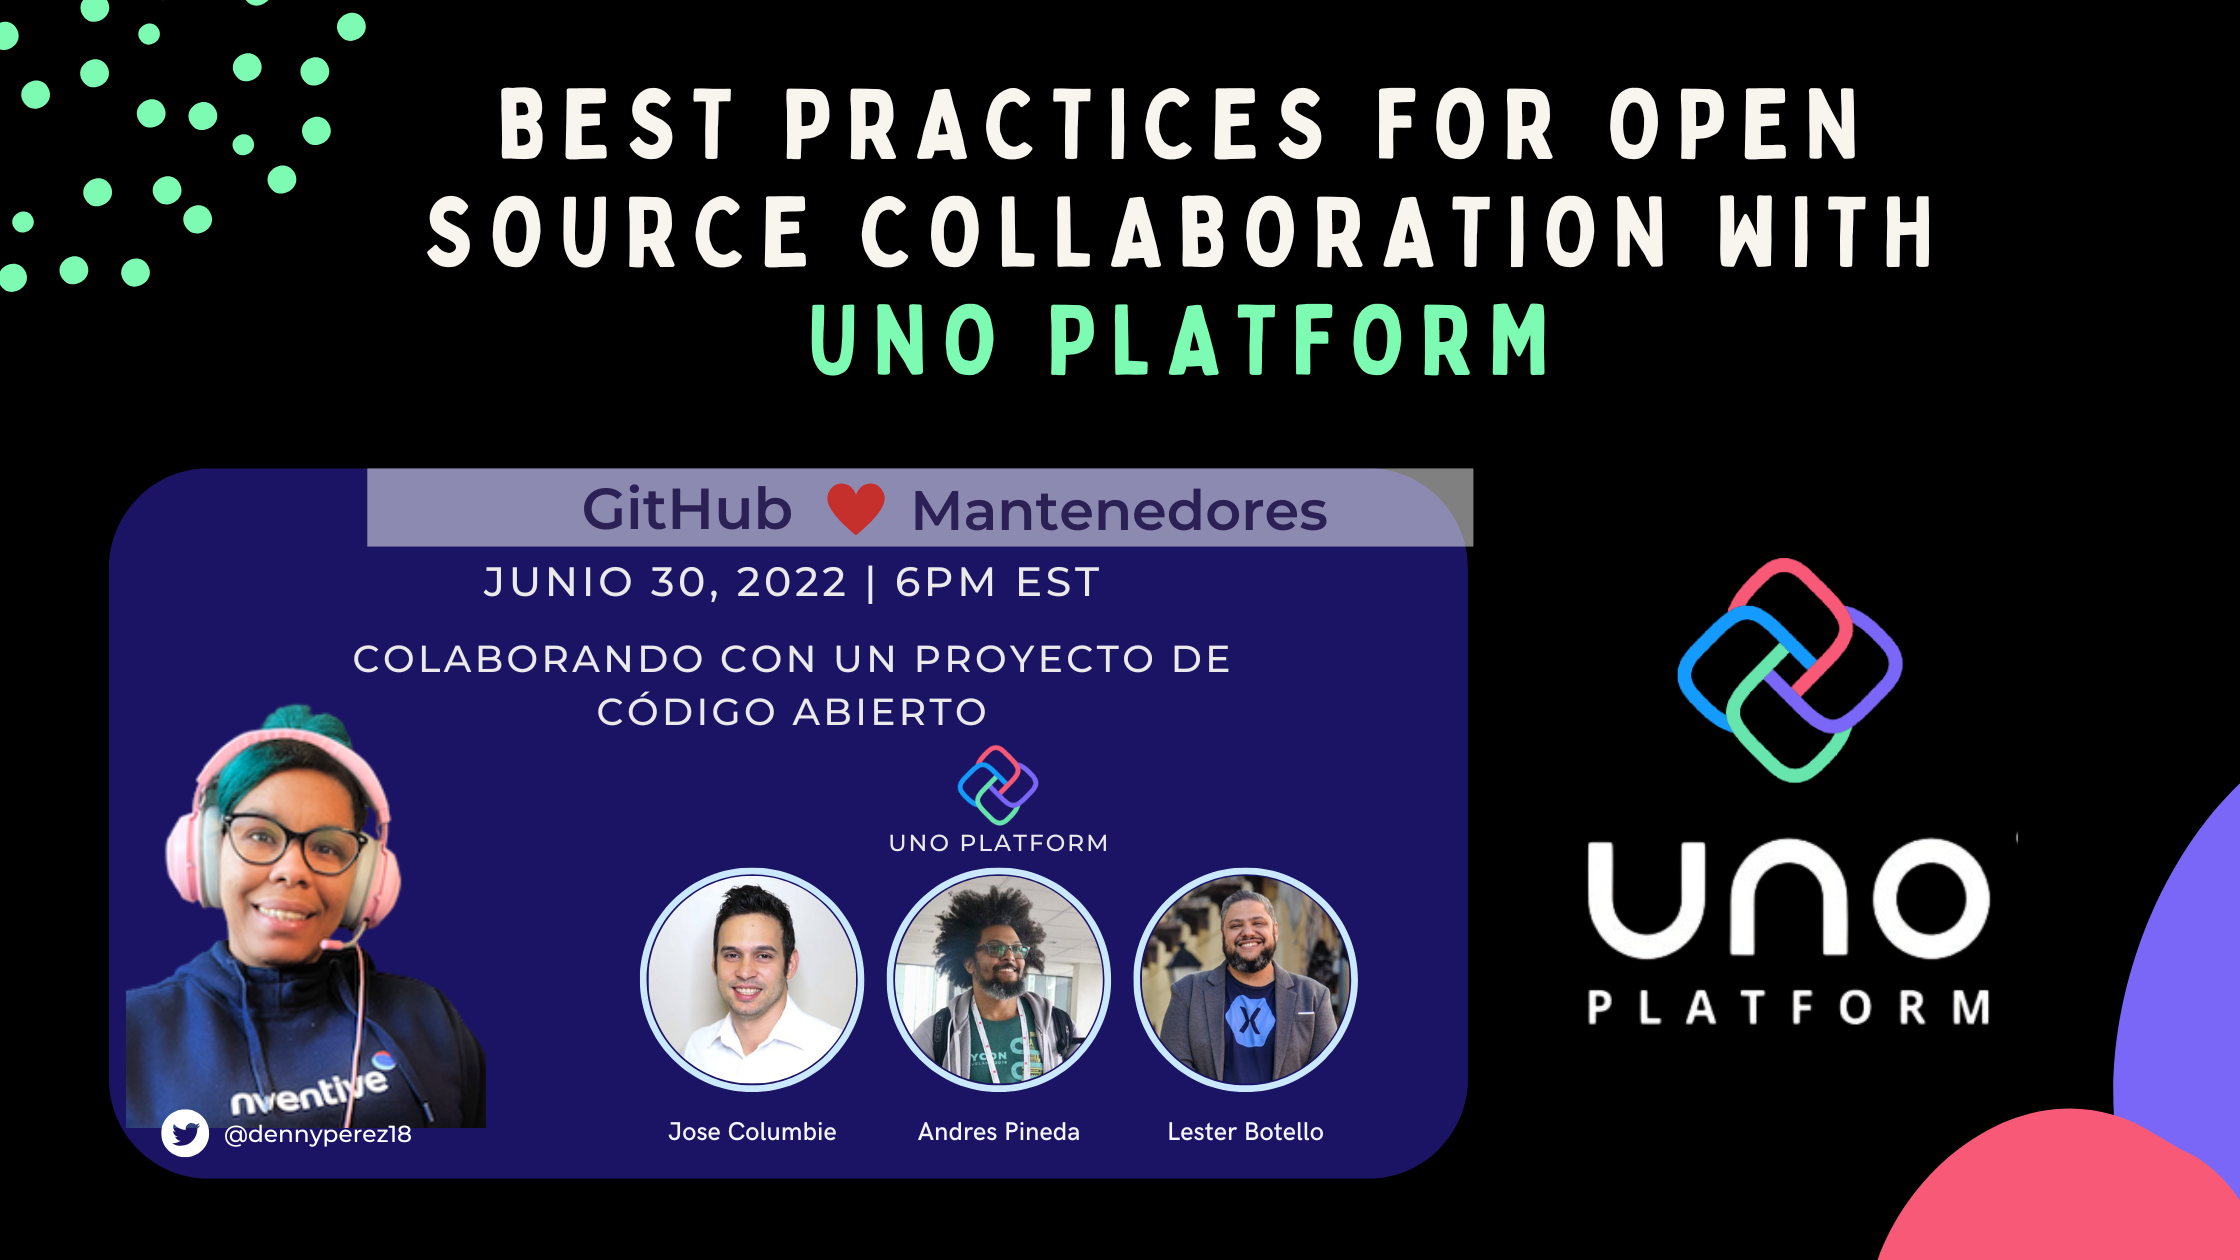 BEST PRACTICES FOR OPEN
SOURCE COLLABORATION WITH
UNO PLATFORM
GitHub ❤ Mantenedores
JUNIO 30, 2022 | 6PM EST
COLABORANDO CON UN PROYECTO DE
CÓDIGO ABIERTO
UNO PLATFORM
nventive
@dennyperez18
YCON
X
Jose Columbie
Andres Pineda
Lester Botello
uno
PLATFORM